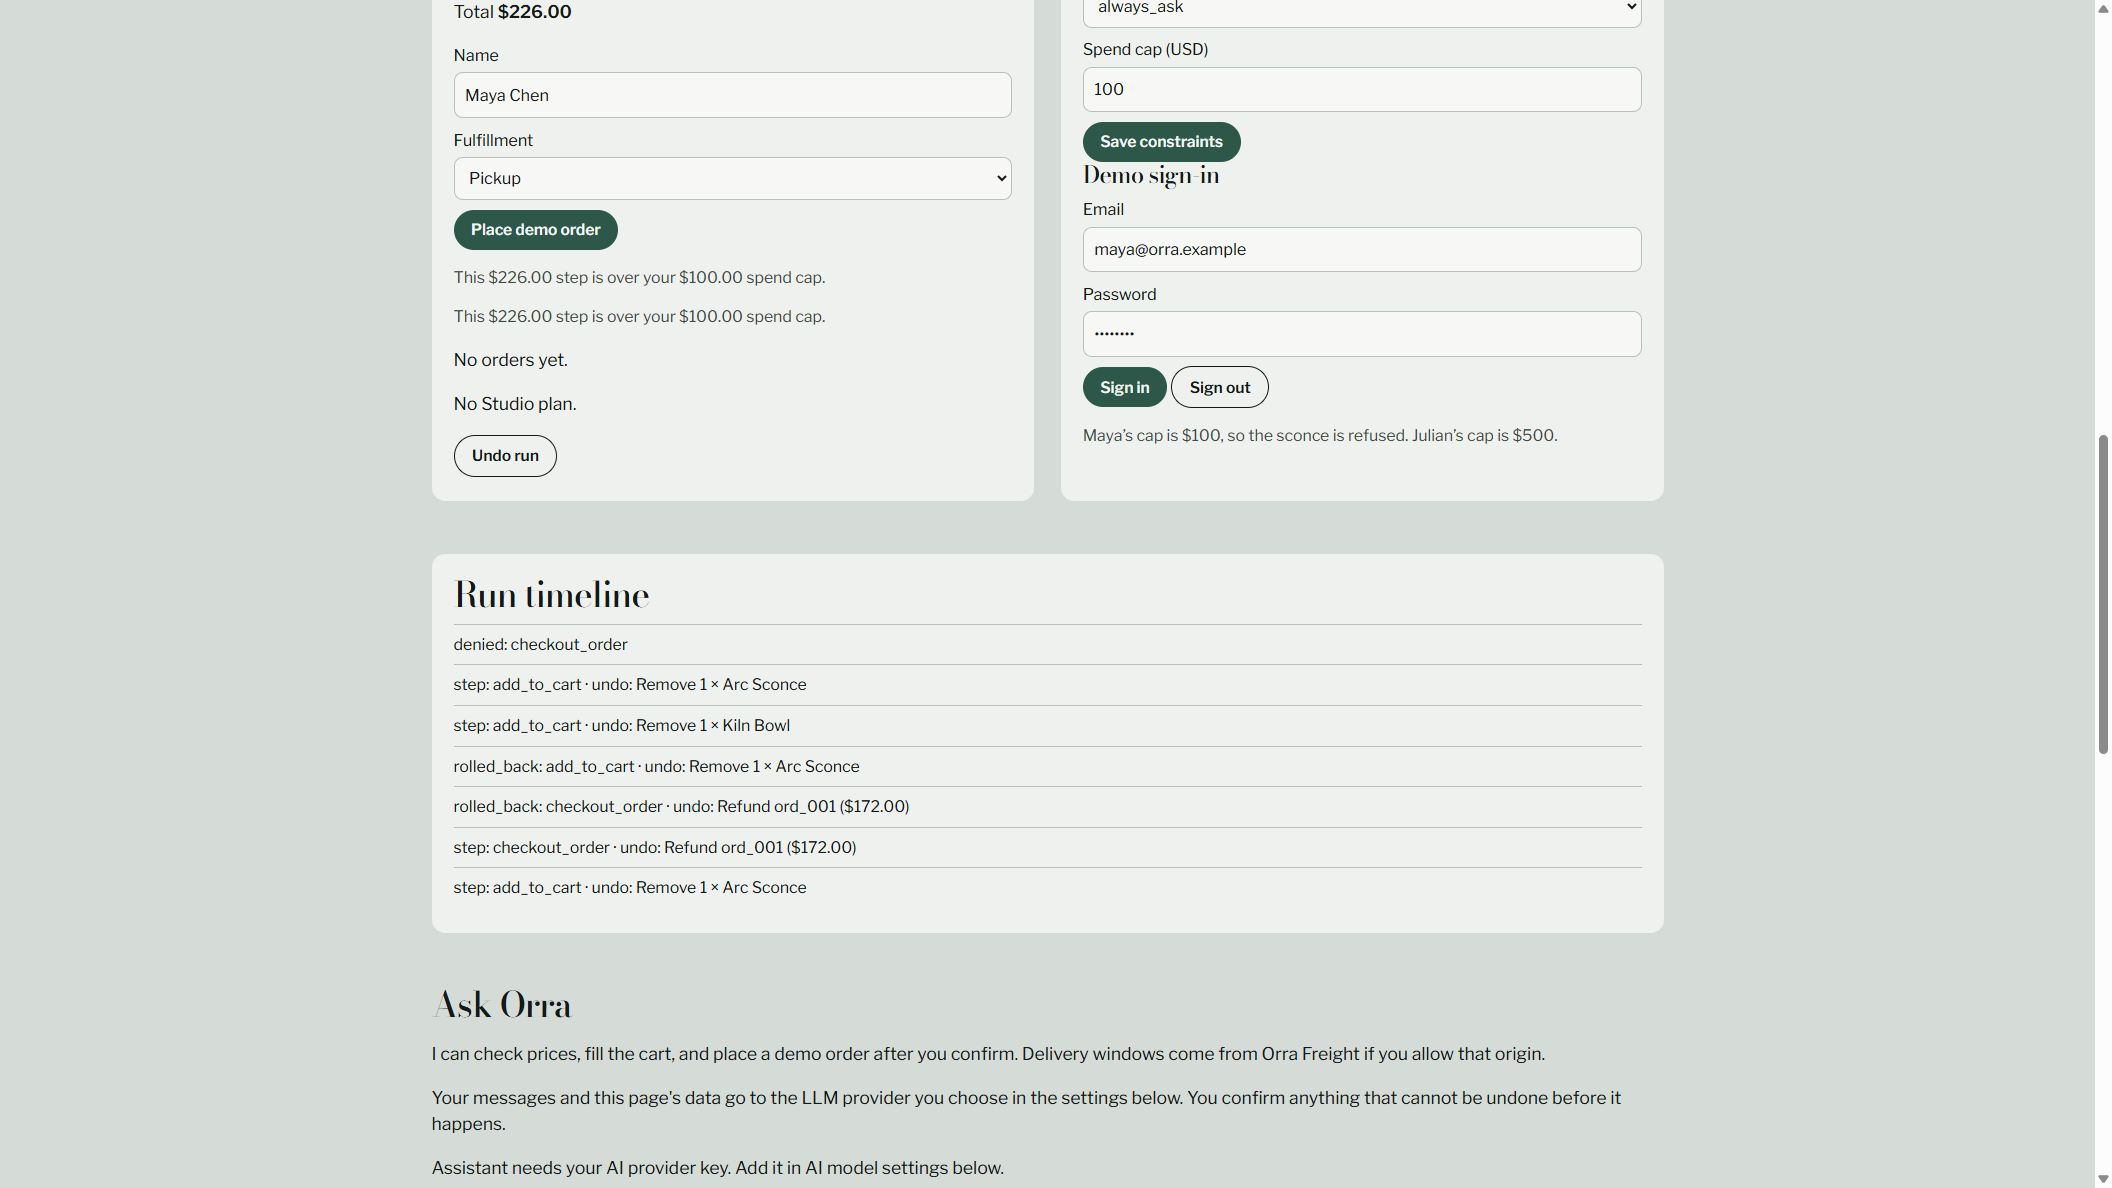 Total $226.00
Name
Maya Chen
Fulfillment
Pickup
Place demo order
This $226.00 step is over your $100.00 spend cap.
This $226.00 step is over your $100.00 spend cap.
No orders yet.
No Studio plan.
Undo run
always_ask
Spend cap (USD)
100
Save constraints
Demo sign-in
Email
maya@orra.example
Password
••••••••
Sign in
Sign out
Maya’s cap is $100, so the sconce is refused. Julian’s cap is $500.
Run timeline
denied: checkout_order
step: add_to_cart · undo: Remove 1 × Arc Sconce
step: add_to_cart · undo: Remove 1 × Kiln Bowl
rolled_back: add_to_cart · undo: Remove 1 × Arc Sconce
rolled_back: checkout_order · undo: Refund ord_001 ($172.00)
step: checkout_order · undo: Refund ord_001 ($172.00)
step: add_to_cart · undo: Remove 1 × Arc Sconce
Ask Orra
I can check prices, fill the cart, and place a demo order after you confirm. Delivery windows come from Orra Freight if you allow that origin.
Your messages and this page's data go to the LLM provider you choose in the settings below. You confirm anything that cannot be undone before it
happens.
Assistant needs your AI provider key. Add it in AI model settings below.